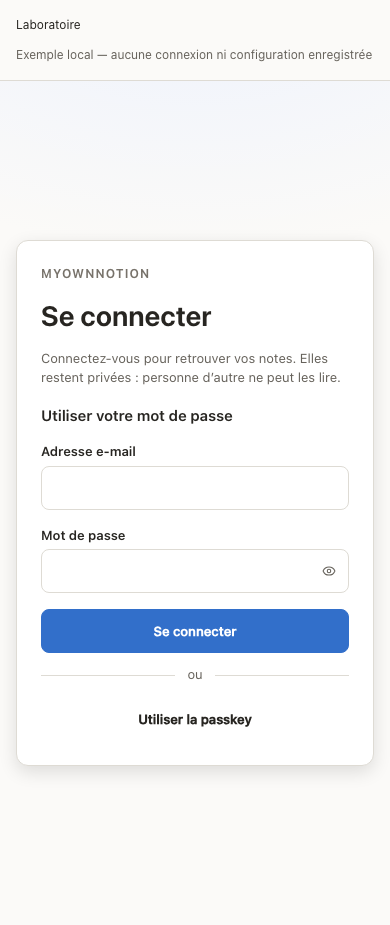 Laboratoire
Exemple local — aucune connexion ni configuration enregistrée
MYOWNNOTION
Se connecter
Connectez-vous pour retrouver vos notes. Elles
restent privées : personne d’autre ne peut les lire.
Utiliser votre mot de passe
Adresse e-mail
Mot de passe
Se connecter
ou
Utiliser la passkey